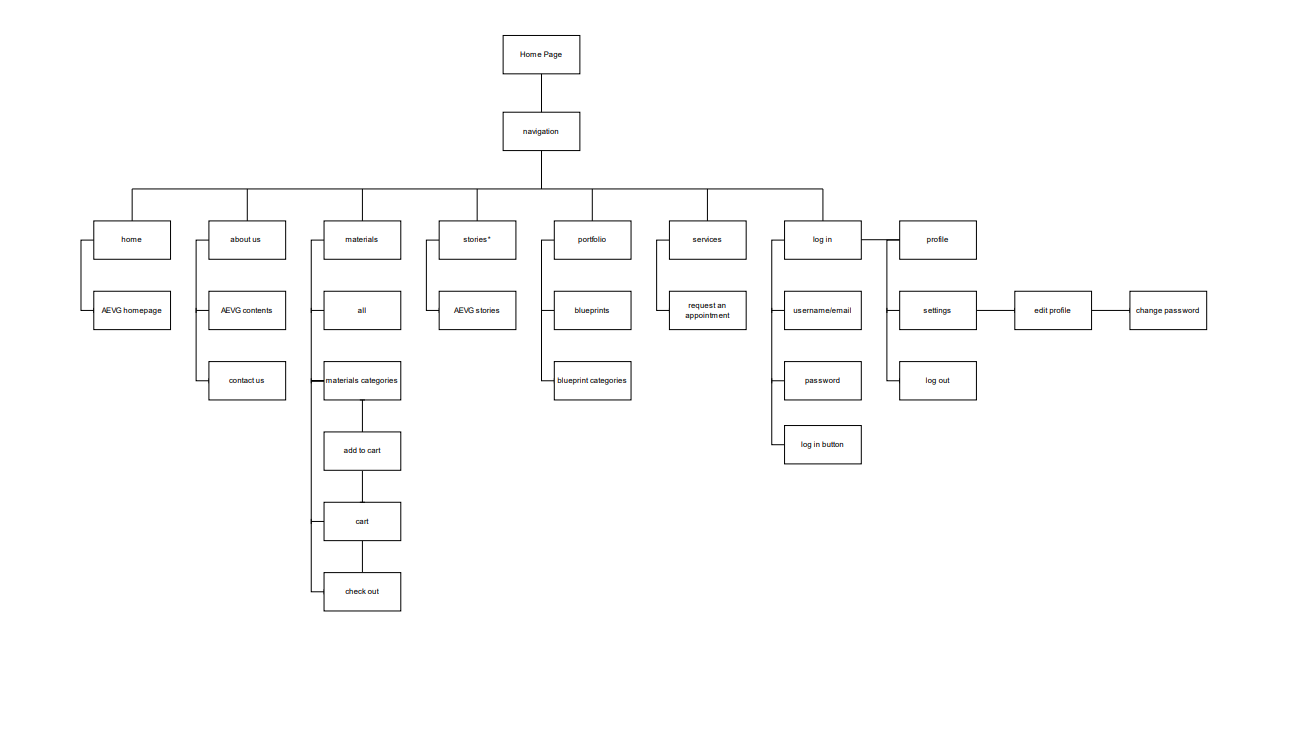 Home Page
navigation
home
about us
materials
stories*
portfolio
services
log in
profile
AEVG homepage
AEVG contents
all
AEVG stories
blueprints
request an
appointment
username/email
settings
edit profile
change password
contact us
materials categories
blueprint categories
password
log out
add to cart
log in button
cart
check out